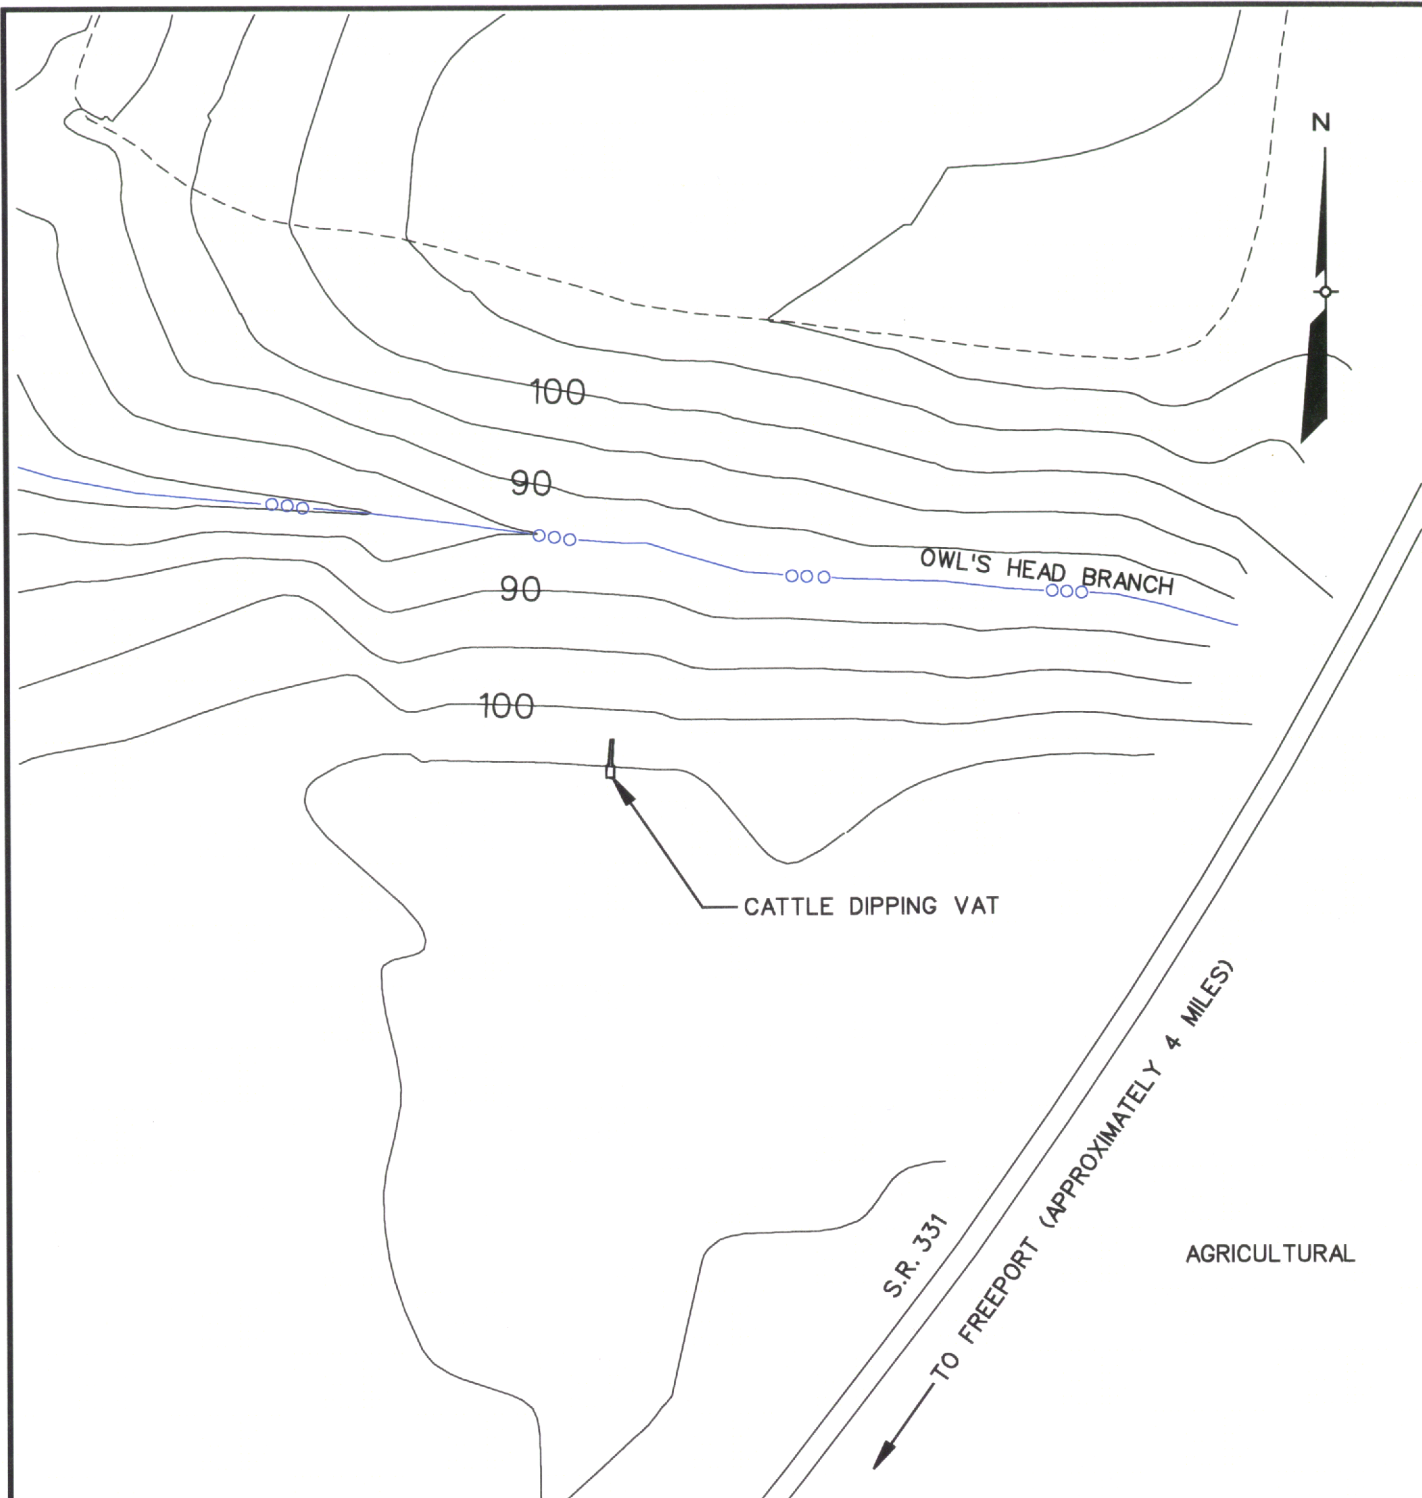 N
100
90
OWL'S HEAD BRANCH
90
100
CATTLE DIPPING VAT
S.R. 331
TO FREEPORT (APPROXIMATELY 4 MILES)
AGRICULTURAL